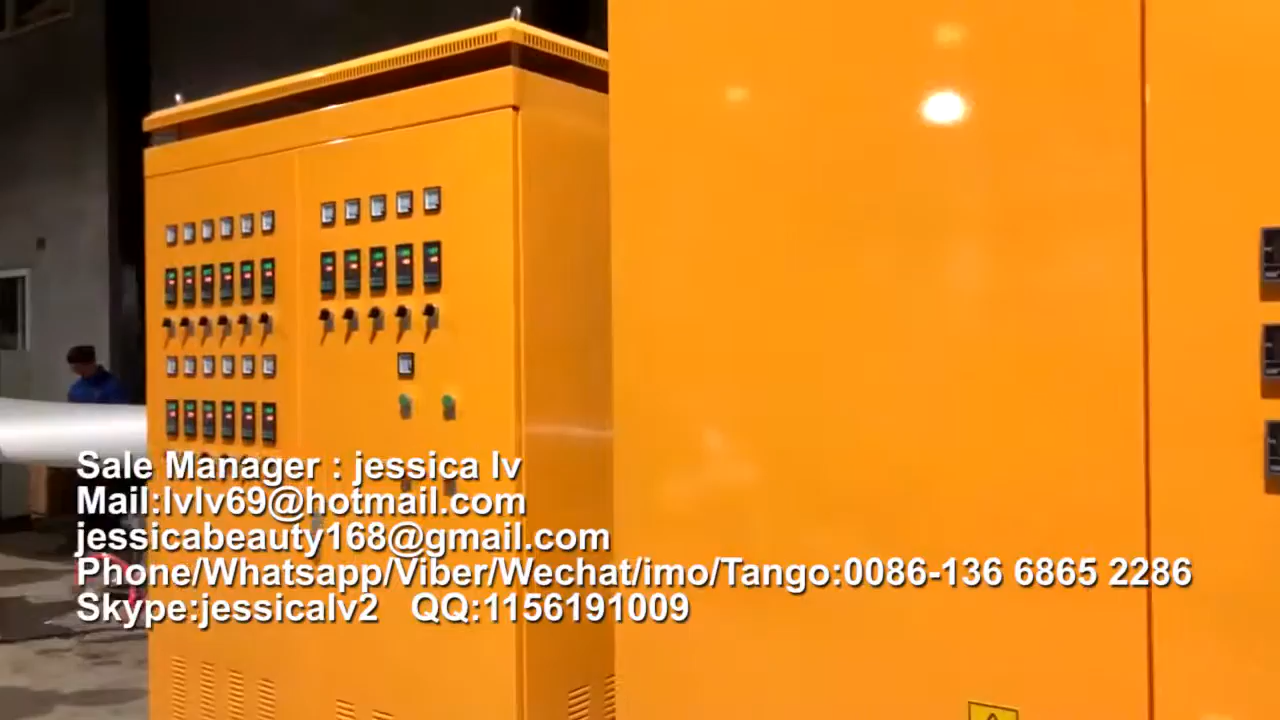 Sale Manager : jessica lv
Mail:lvlv69@hotmail.com
jessicabeauty168@gmail.com
Phone/Whatsapp/Viber/Wechat/imo/Tango:0086-136 6865 2286
Skype:jessicalv2 QQ:1156191009